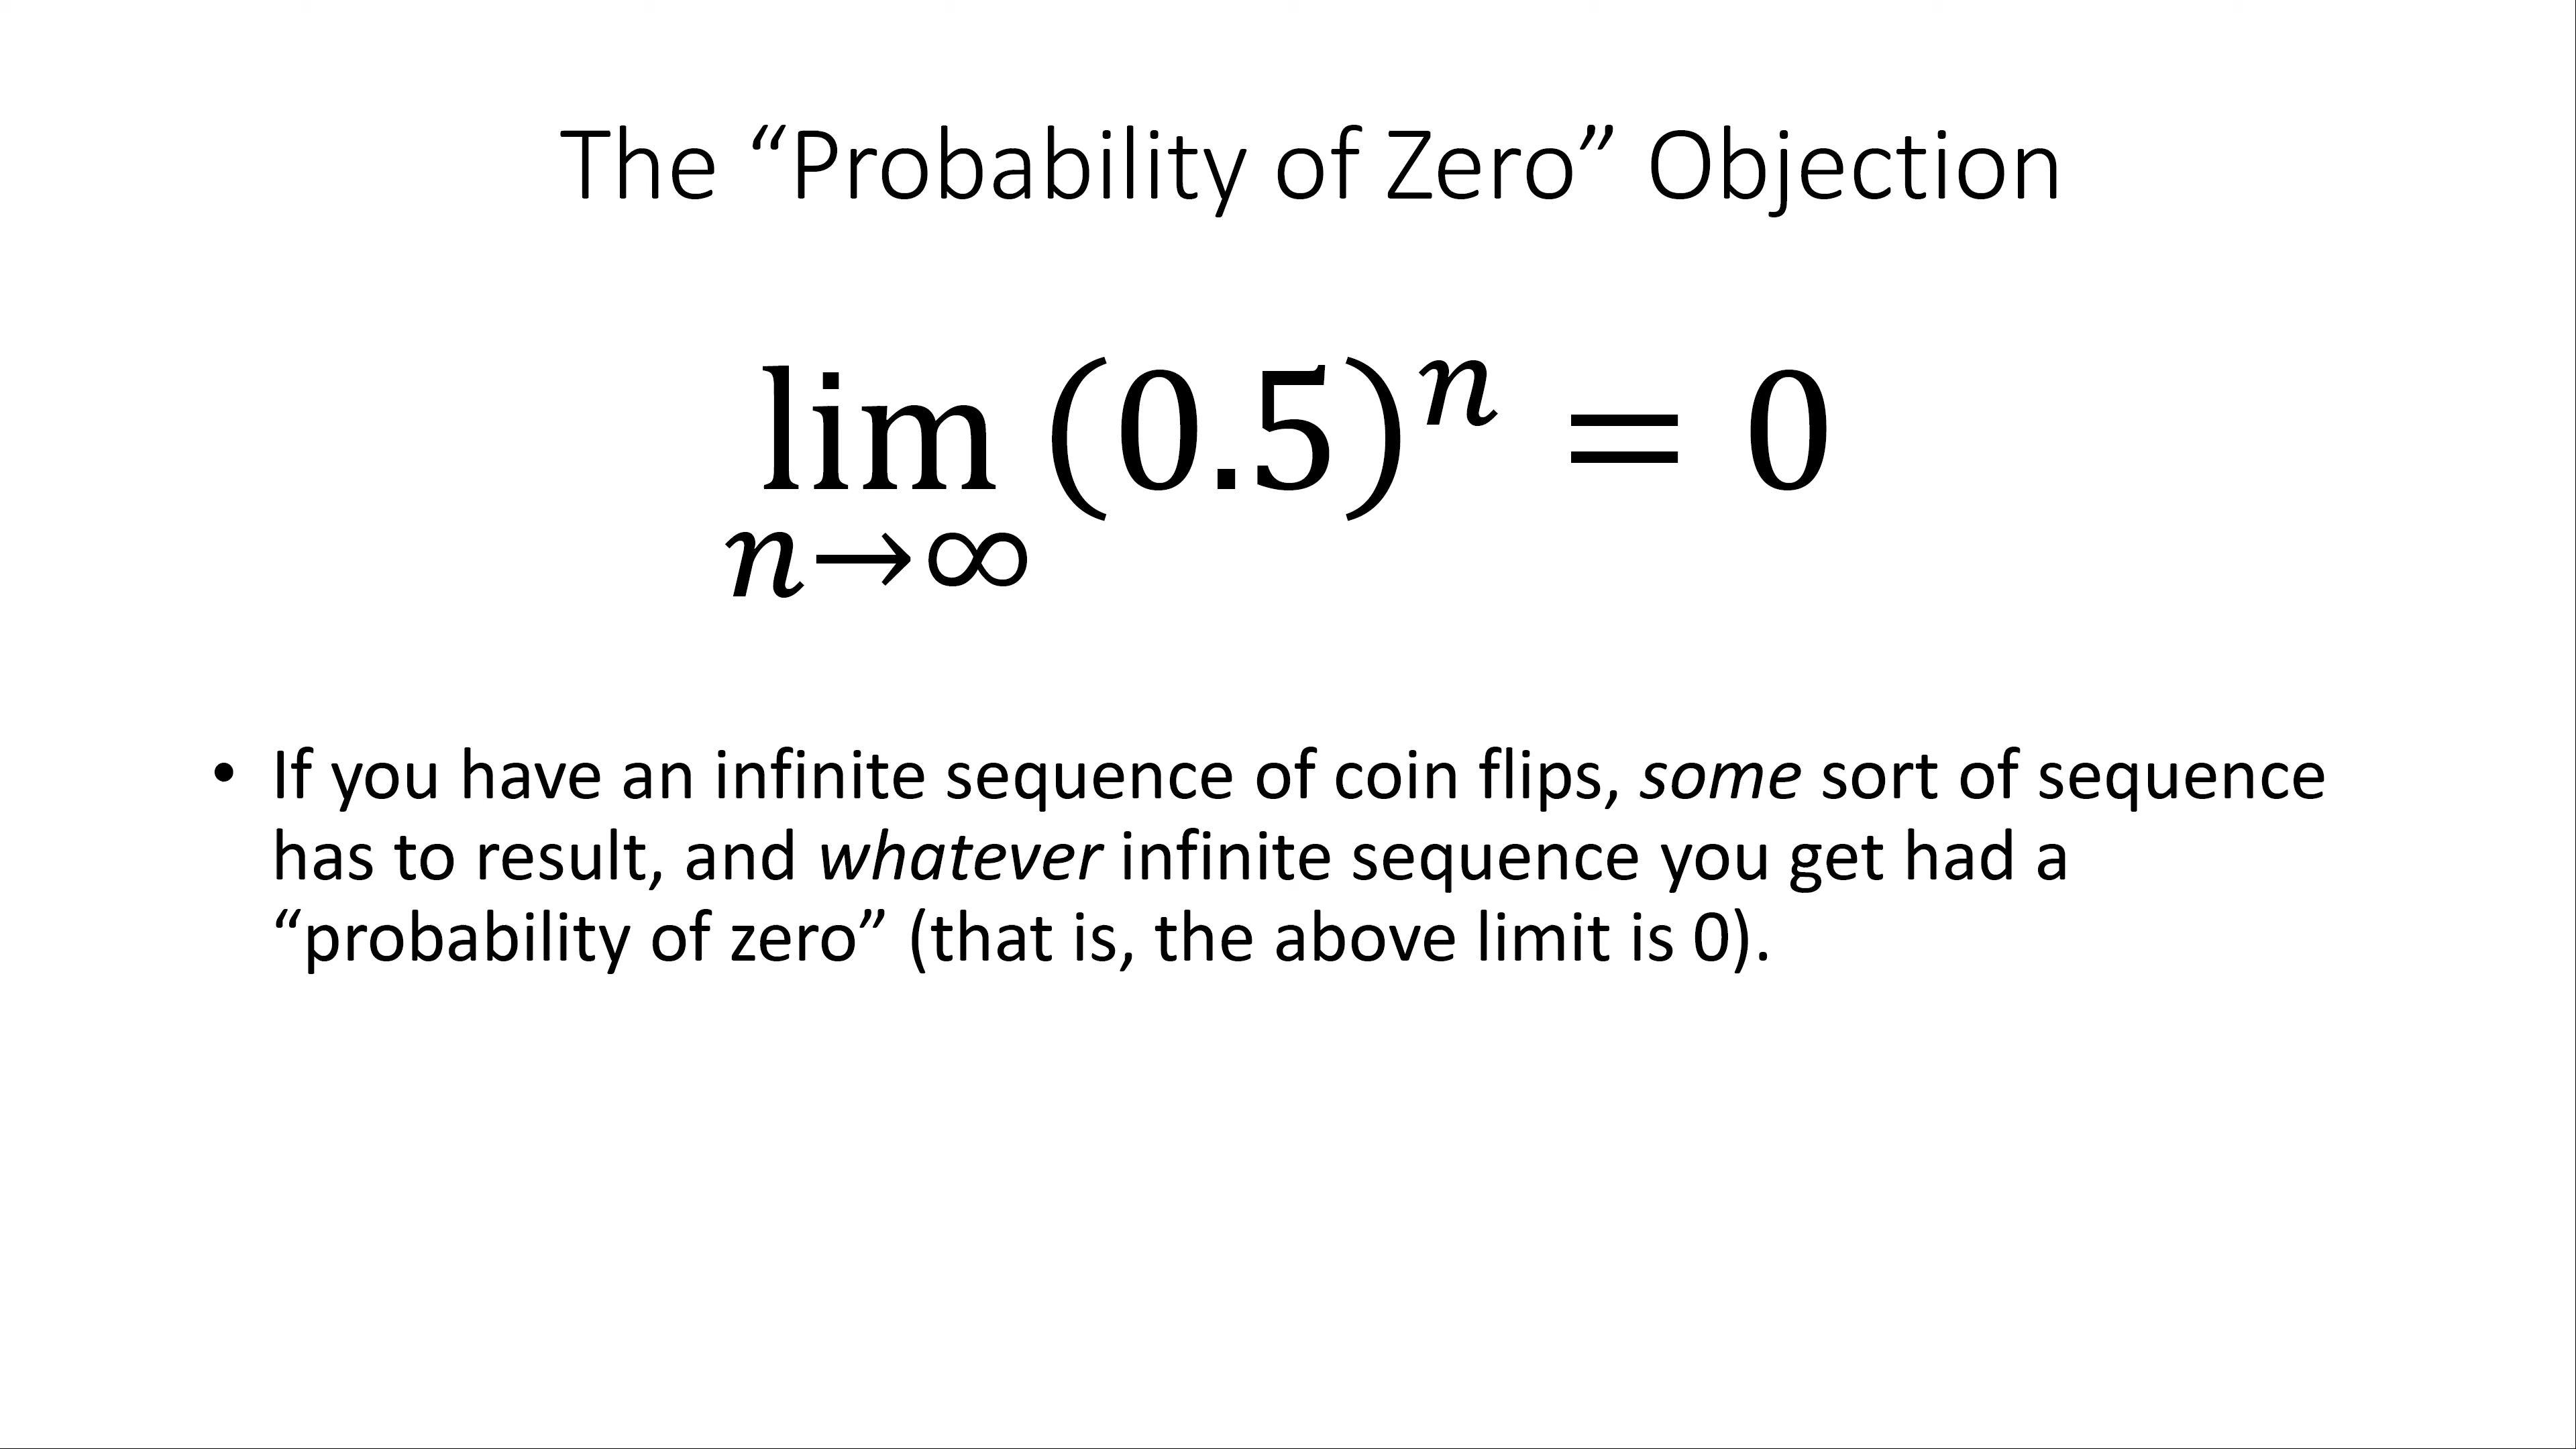 The “Probability of Zero” Objection
lim (0.5)ⁿ = 0
n→∞
• If you have an infinite sequence of coin flips, some sort of sequence
has to result, and whatever infinite sequence you get had a
“probability of zero” (that is, the above limit is 0).